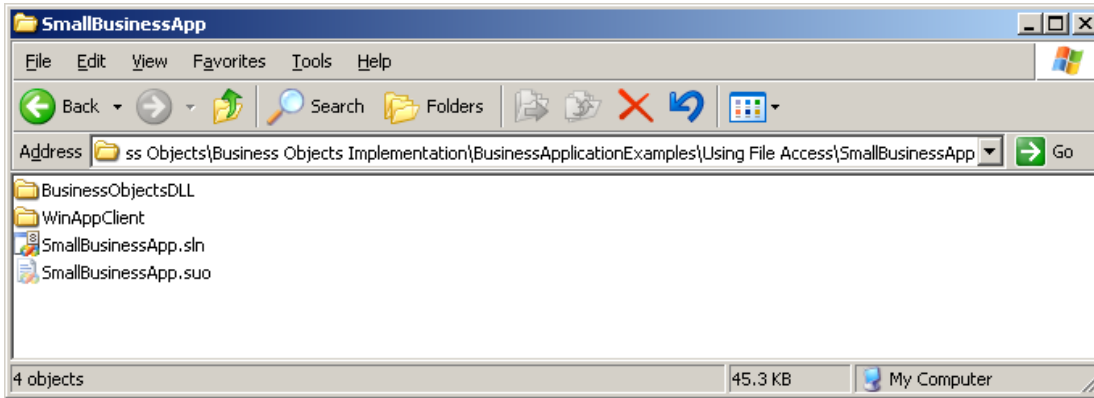 SmallBusinessApp
File Edit View Favorites Tools Help
Back Search Folders
Address ss Objects\Business Objects Implementation\BusinessApplicationExamples\Using File Access\SmallBusinessApp Go
BusinessObjectsDLL
WinAppClient
SmallBusinessApp.sln
SmallBusinessApp.suo
4 objects 45.3 KB My Computer